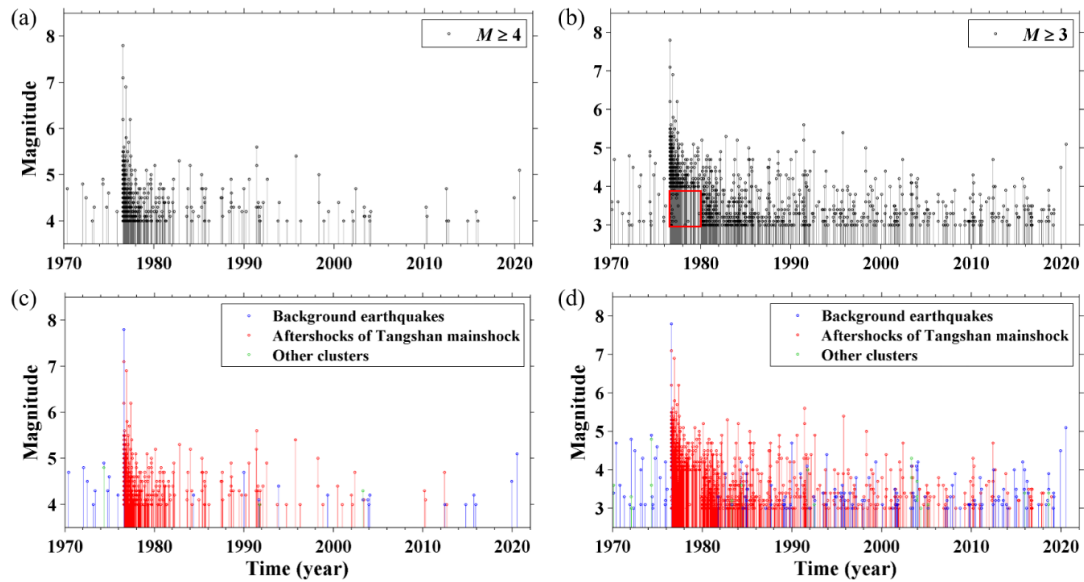 (a)
M ≥ 4
Magnitude
8
7
6
5
4
1970 1980 1990 2000 2010 2020
(b)
M ≥ 3
Magnitude
8
7
6
5
4
3
1970 1980 1990 2000 2010 2020
(c)
Background earthquakes
Aftershocks of Tangshan mainshock
Other clusters
Magnitude
8
7
6
5
4
1970 1980 1990 2000 2010 2020
Time (year)
(d)
Background earthquakes
Aftershocks of Tangshan mainshock
Other clusters
Magnitude
8
7
6
5
4
3
1970 1980 1990 2000 2010 2020
Time (year)